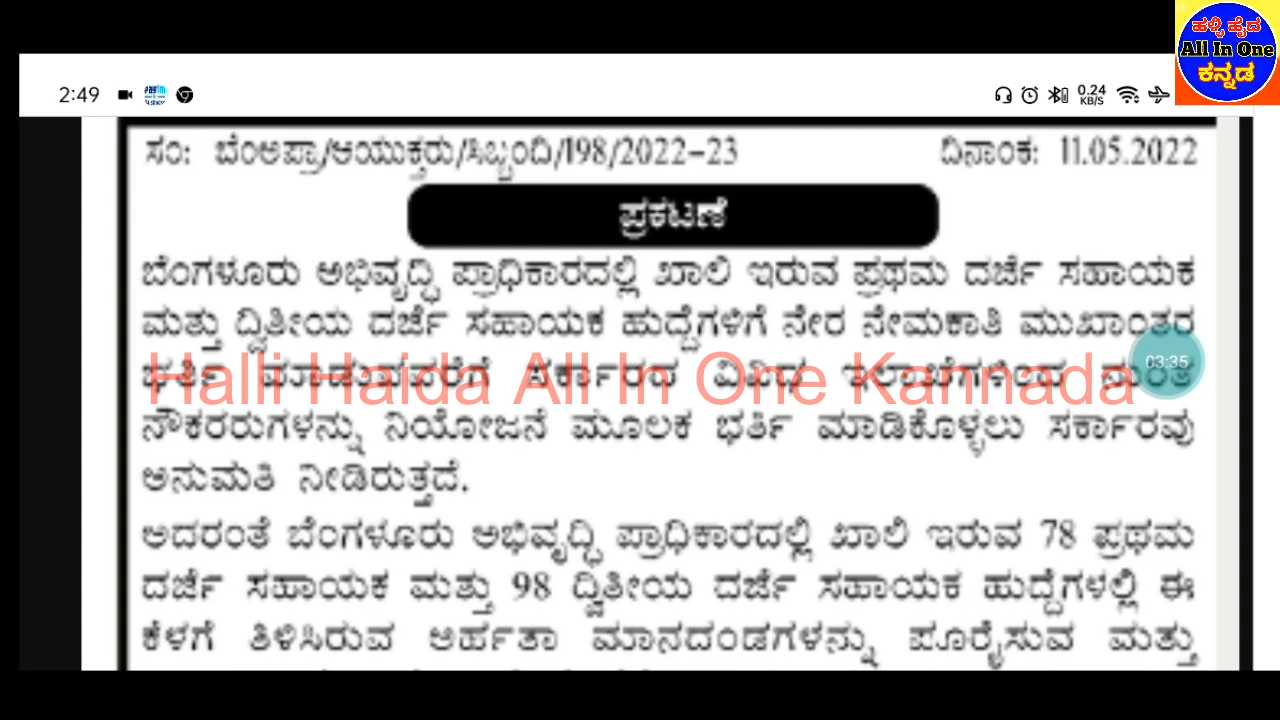 ಹಳ್ಳಿ ಹೈದ
All In One
ಕನ್ನಡ
2:49
0.24
KB/S
ಸಂ: ಬೆಂಅಪ್ರಾ/ಆಯುಕ್ತರು/ಸಿಬ್ಬಂದಿ/198/2022-23 ದಿನಾಂಕ: 11.05.2022
ಪ್ರಕಟಣೆ
ಬೆಂಗಳೂರು ಅಭಿವೃದ್ಧಿ ಪ್ರಾಧಿಕಾರದಲ್ಲಿ ಖಾಲಿ ಇರುವ ಪ್ರಥಮ ದರ್ಜೆ ಸಹಾಯಕ
ಮತ್ತು ದ್ವಿತೀಯ ದರ್ಜೆ ಸಹಾಯಕ ಹುದ್ದೆಗಳಿಗೆ ನೇರ ನೇಮಕಾತಿ ಮುಖಾಂತರ
ಸರ್ಕಾರದ ವಿವಿಧ ಇಲಾಖೆಗಳಿಂದ
Halli Haida All In One Kannada
03:35
ನೌಕರರುಗಳನ್ನು ನಿಯೋಜನೆ ಮೂಲಕ ಭರ್ತಿ ಮಾಡಿಕೊಳ್ಳಲು ಸರ್ಕಾರವು
ಅನುಮತಿ ನೀಡಿರುತ್ತದೆ.
ಅದರಂತೆ ಬೆಂಗಳೂರು ಅಭಿವೃದ್ಧಿ ಪ್ರಾಧಿಕಾರದಲ್ಲಿ ಖಾಲಿ ಇರುವ 78 ಪ್ರಥಮ
ದರ್ಜೆ ಸಹಾಯಕ ಮತ್ತು 98 ದ್ವಿತೀಯ ದರ್ಜೆ ಸಹಾಯಕ ಹುದ್ದೆಗಳಲ್ಲಿ ಈ
ಕೆಳಗೆ ತಿಳಿಸಿರುವ ಅರ್ಹತಾ ಮಾನದಂಡಗಳನ್ನು ಪೂರೈಸುವ ಮತ್ತು